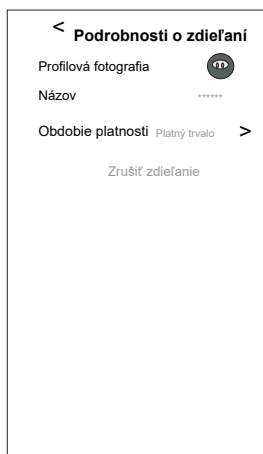 < Podrobnosti o zdieľaní
Profilová fotografia
Názov ******
Obdobie platnosti Platný trvalo >
Zrušiť zdieľanie